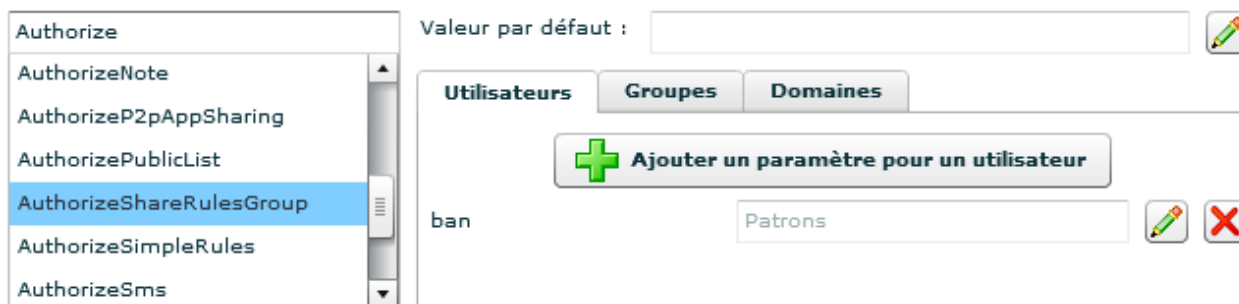 Authorize
Valeur par défaut :
AuthorizeNote
AuthorizeP2pAppSharing
AuthorizePublicList
AuthorizeShareRulesGroup
AuthorizeSimpleRules
AuthorizeSms
Utilisateurs Groupes Domaines
Ajouter un paramètre pour un utilisateur
ban Patrons